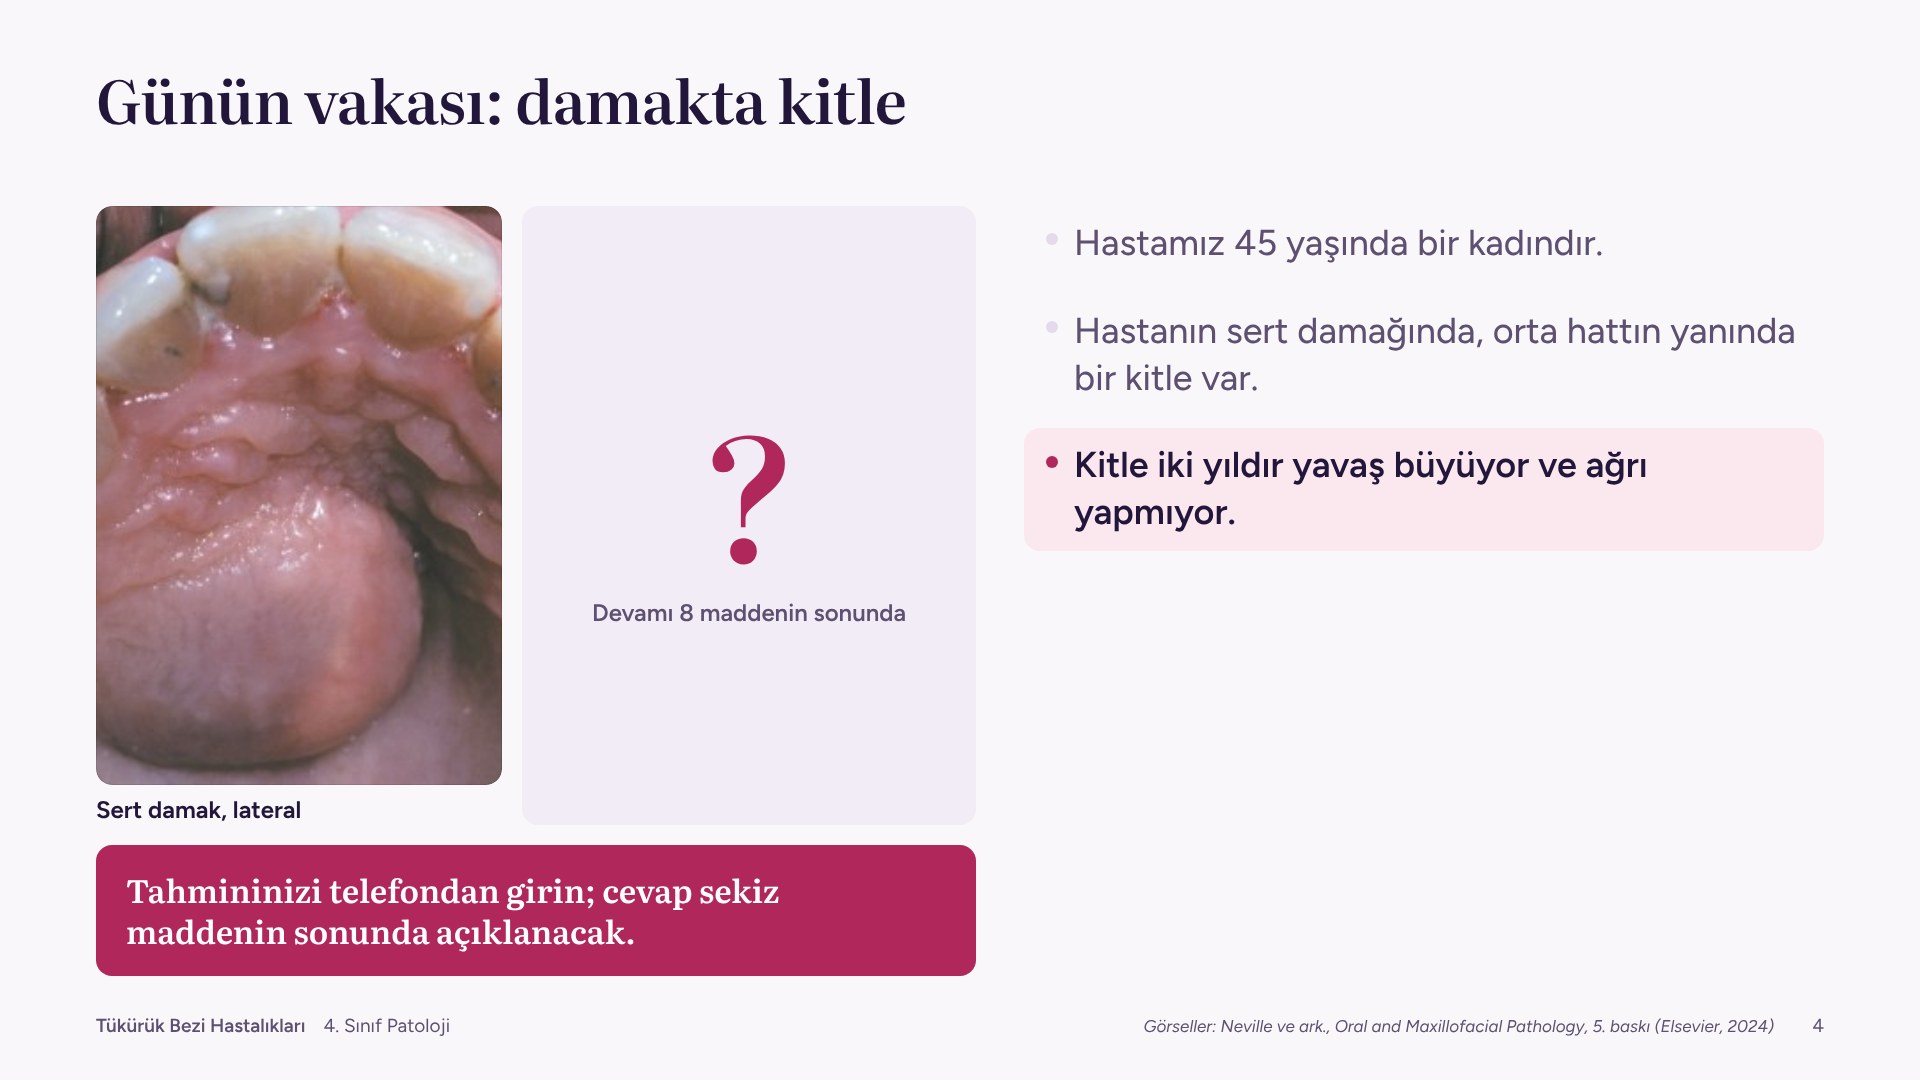 Günün vakası: damakta kitle
Sert damak, lateral
?
Devamı 8 maddenin sonunda
Tahmininizi telefondan girin; cevap sekiz
maddenin sonunda açıklanacak.
Hastamız 45 yaşında bir kadındır.
Hastanın sert damağında, orta hattın yanında
bir kitle var.
Kitle iki yıldır yavaş büyüyor ve ağrı
yapmıyor.
Tükürük Bezi Hastalıkları 4. Sınıf Patoloji
Görseller: Neville ve ark., Oral and Maxillofacial Pathology, 5. baskı (Elsevier, 2024) 4